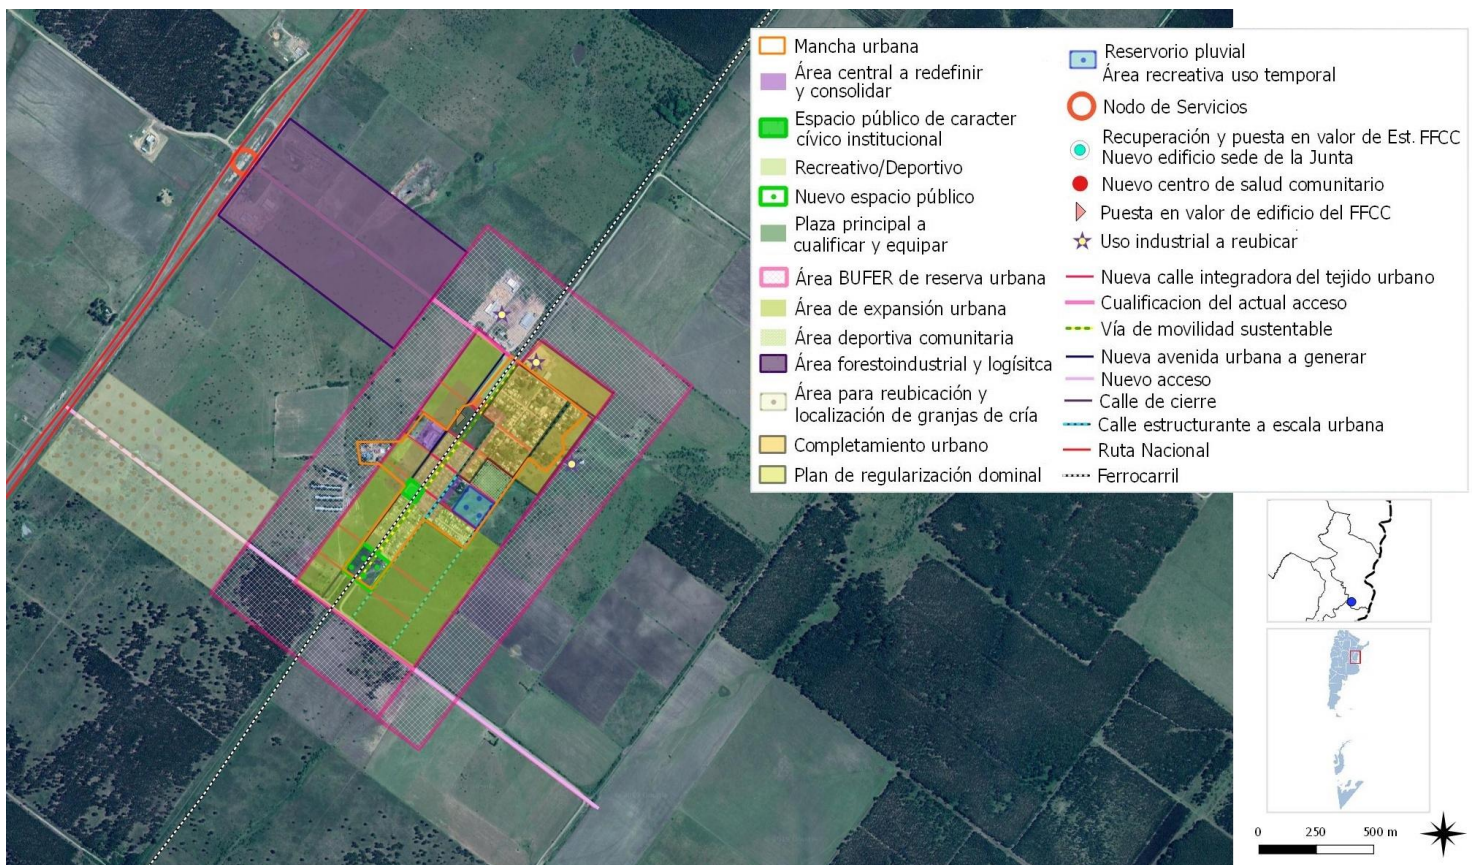 Mancha urbana
Área central a redefinir
y consolidar
Espacio público de caracter
cívico institucional
Recreativo/Deportivo
Nuevo espacio público
Plaza principal a
cualificar y equipar
Área BUFER de reserva urbana
Área de expansión urbana
Área deportiva comunitaria
Área forestoindustrial y logísitca
Área para reubicación y
localización de granjas de cría
Completamiento urbano
Plan de regularización dominal
Reservorio pluvial
Área recreativa uso temporal
Nodo de Servicios
Recuperación y puesta en valor de Est. FFCC
Nuevo edificio sede de la Junta
Nuevo centro de salud comunitario
Puesta en valor de edificio del FFCC
Uso industrial a reubicar
Nueva calle integradora del tejido urbano
Cualificacion del actual acceso
Vía de movilidad sustentable
Nueva avenida urbana a generar
Nuevo acceso
Calle de cierre
Calle estructurante a escala urbana
Ruta Nacional
Ferrocarril
0 250 500 m